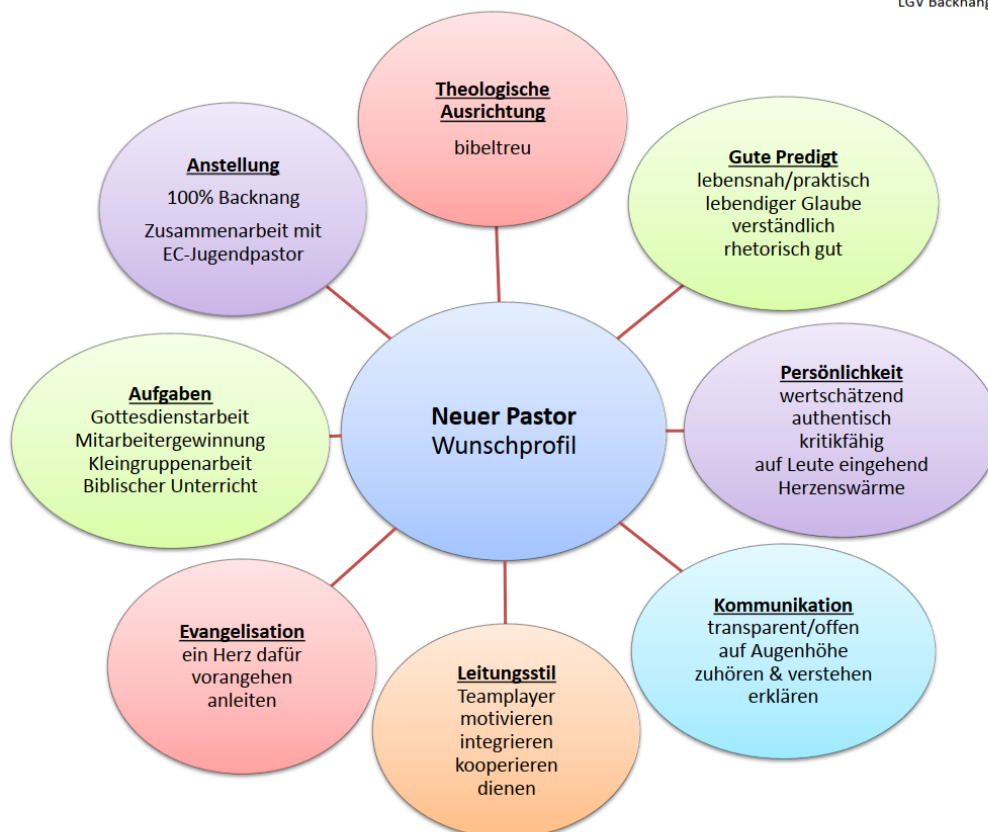 LGV Backnang
Theologische
Ausrichtung
bibeltreu
Gute Predigt
lebensnah/praktisch
lebendiger Glaube
verständlich
rhetorisch gut
Persönlichkeit
wertschätzend
authentisch
kritikfähig
auf Leute eingehend
Herzenswärme
Kommunikation
transparent/offen
auf Augenhöhe
zuhören & verstehen
erklären
Leitungsstil
Teamplayer
motivieren
integrieren
kooperieren
dienen
Evangelisation
ein Herz dafür
vorangehen
anleiten
Aufgaben
Gottesdienstarbeit
Mitarbeitergewinnung
Kleingruppenarbeit
Biblischer Unterricht
Anstellung
100% Backnang
Zusammenarbeit mit
EC-Jugendpastor
Neuer Pastor
Wunschprofil